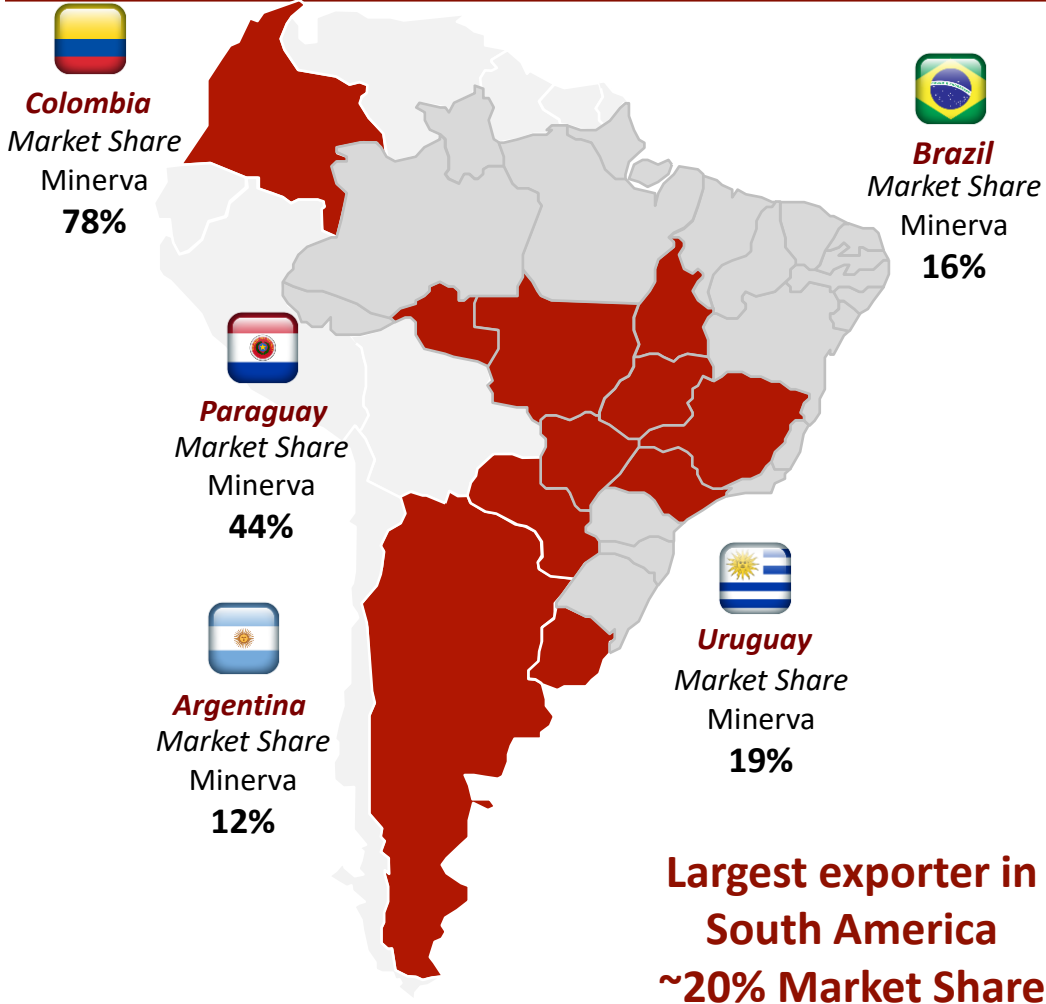 Colombia
Market Share
Minerva
78%
Brazil
Market Share
Minerva
16%
Paraguay
Market Share
Minerva
44%
Uruguay
Market Share
Minerva
19%
Argentina
Market Share
Minerva
12%
Largest exporter in
South America
~20% Market Share